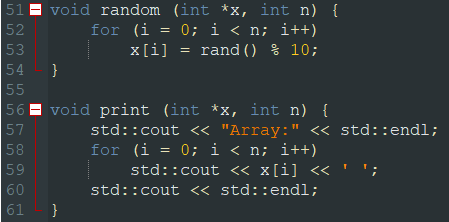 51 void random (int *x, int n) {
52     for (i = 0; i < n; i++)
53         x[i] = rand() % 10;
54 }
55
56 void print (int *x, int n) {
57     std::cout << "Array:" << std::endl;
58     for (i = 0; i < n; i++)
59         std::cout << x[i] << ' ';
60     std::cout << std::endl;
61 }